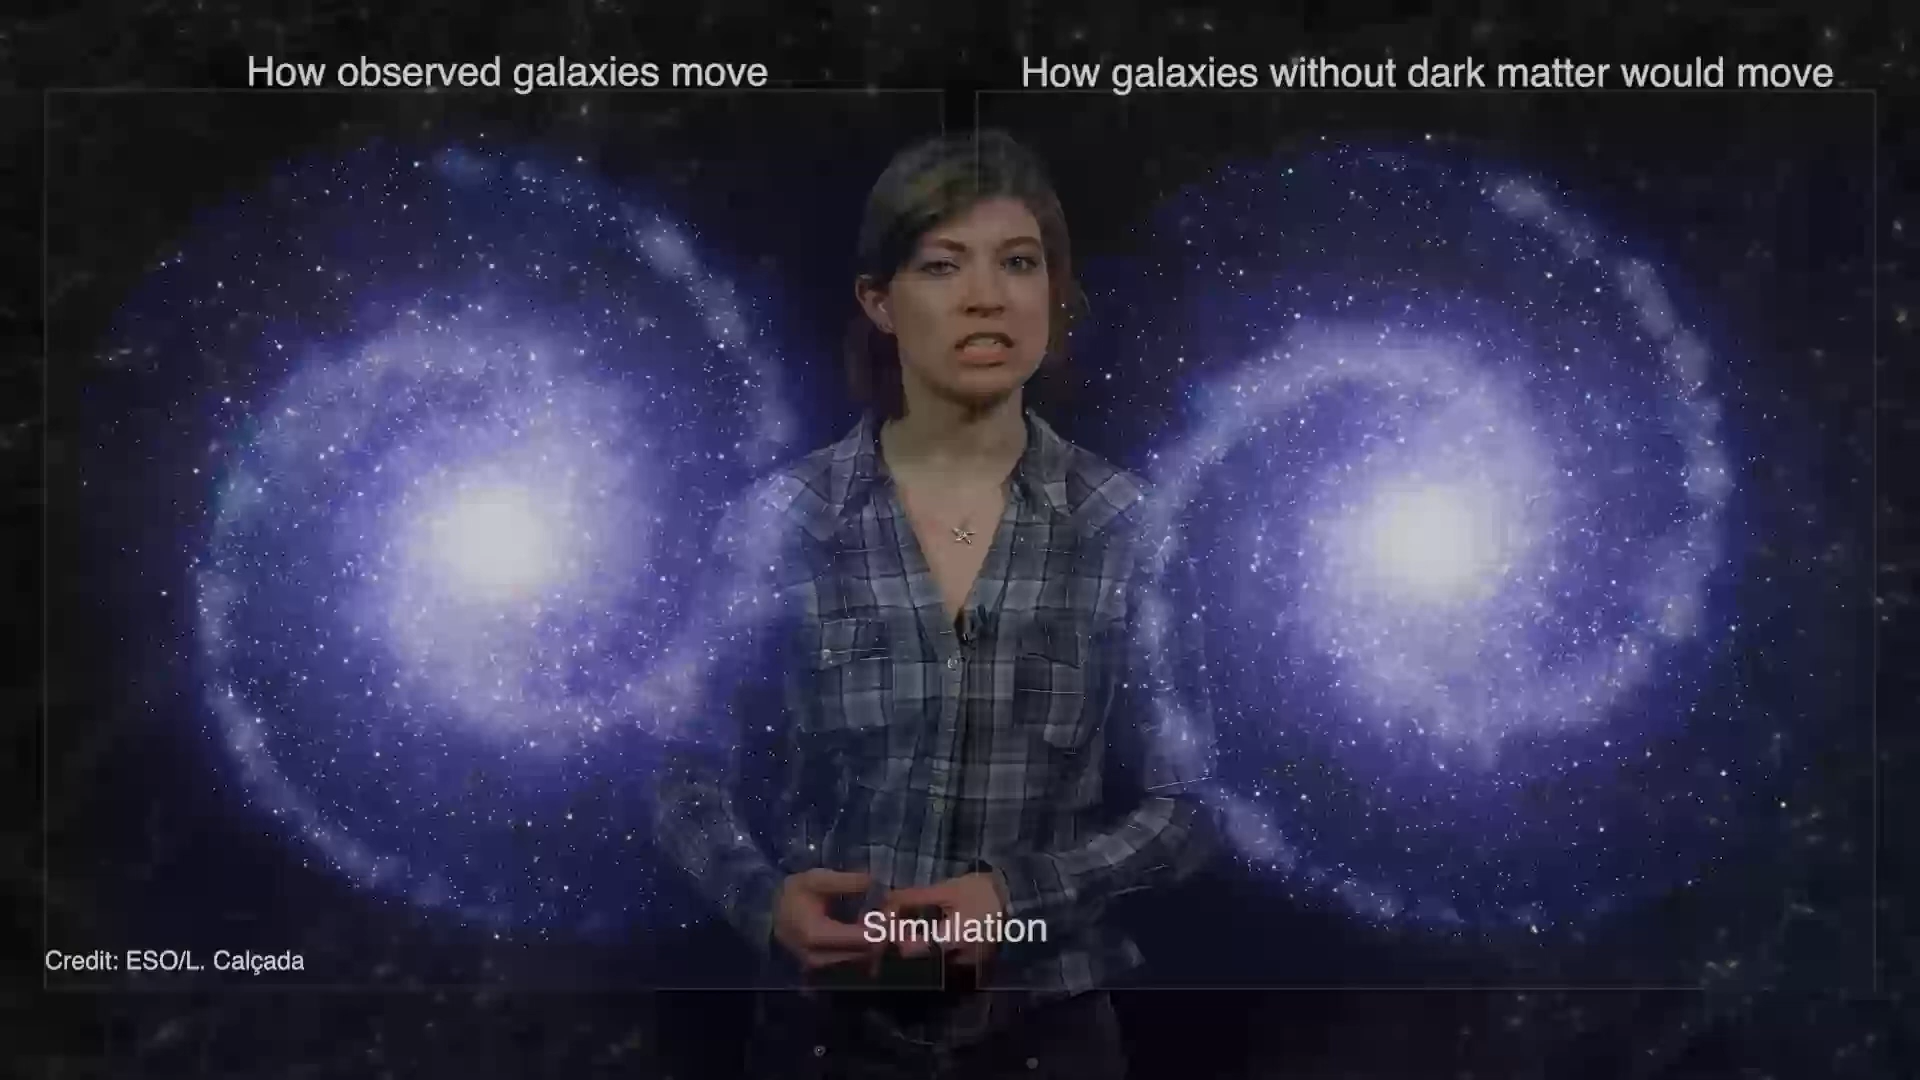 How observed galaxies move
How galaxies without dark matter would move
Simulation
Credit: ESO/L. Calçada